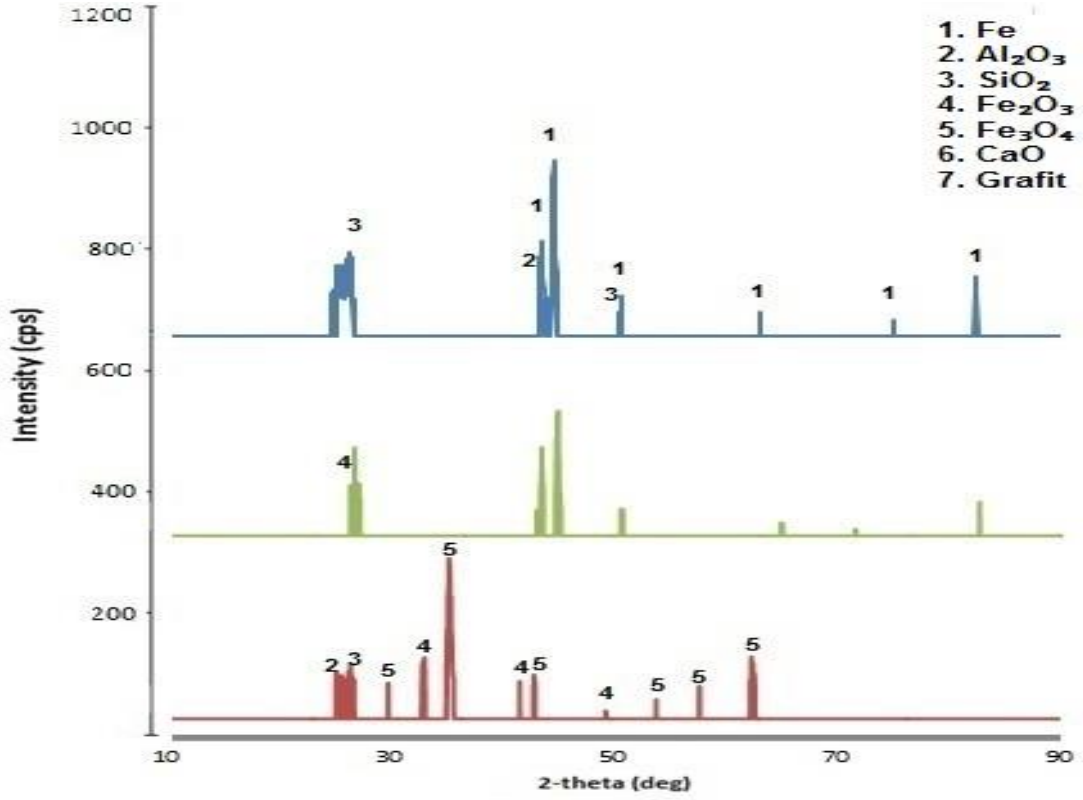 1200
1000
800
600
400
200
Intensity (cps)
10 30 50 70 90
2-theta (deg)
1. Fe
2. Al₂O₃
3. SiO₂
4. Fe₂O₃
5. Fe₃O₄
6. CaO
7. Grafit
3 2 1 1 3 1 1 1 1
4
2 3 5 4 5 4 5 4 5 5 5